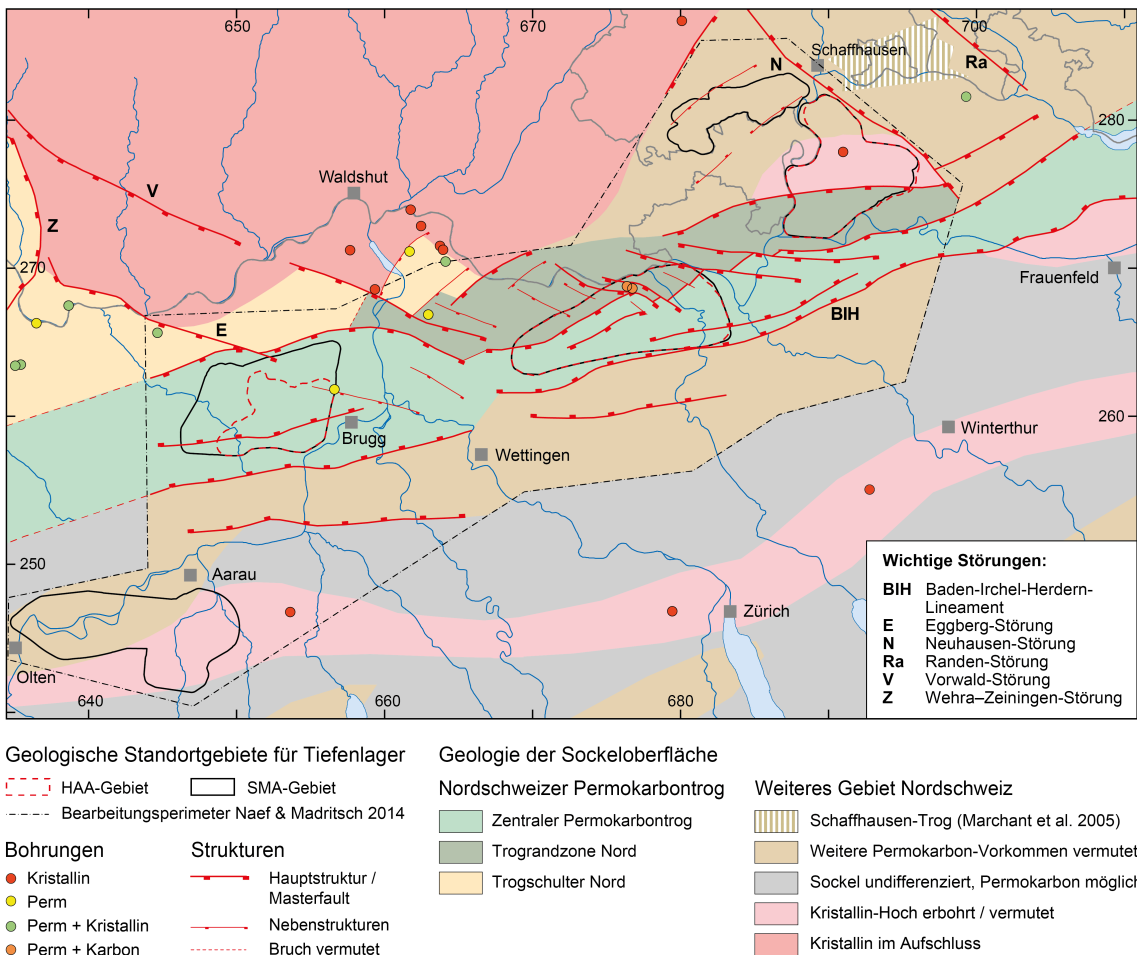 650
670
700
Schaffhausen
N
Ra
280
Waldshut
V
Z
270
Frauenfeld
E
BIH
260
Brugg
Winterthur
Wettingen
250
Aarau
Zürich
Olten
640
660
680
Wichtige Störungen:
BIH Baden-Irchel-Herdern-
Lineament
E Eggberg-Störung
N Neuhausen-Störung
Ra Randen-Störung
V Vorwald-Störung
Z Wehra–Zeiningen-Störung
Geologische Standortgebiete für Tiefenlager
HAA-Gebiet SMA-Gebiet
Bearbeitungsperimeter Naef & Madritsch 2014
Bohrungen
Kristallin
Perm
Perm + Kristallin
Perm + Karbon
Strukturen
Hauptstruktur /
Masterfault
Nebenstrukturen
Bruch vermutet
Geologie der Sockeloberfläche
Nordschweizer Permokarbontrog
Zentraler Permokarbontrog
Trograndzone Nord
Trogschulter Nord
Weiteres Gebiet Nordschweiz
Schaffhausen-Trog (Marchant et al. 2005)
Weitere Permokarbon-Vorkommen vermutet
Sockel undifferenziert, Permokarbon möglich
Kristallin-Hoch erbohrt / vermutet
Kristallin im Aufschluss